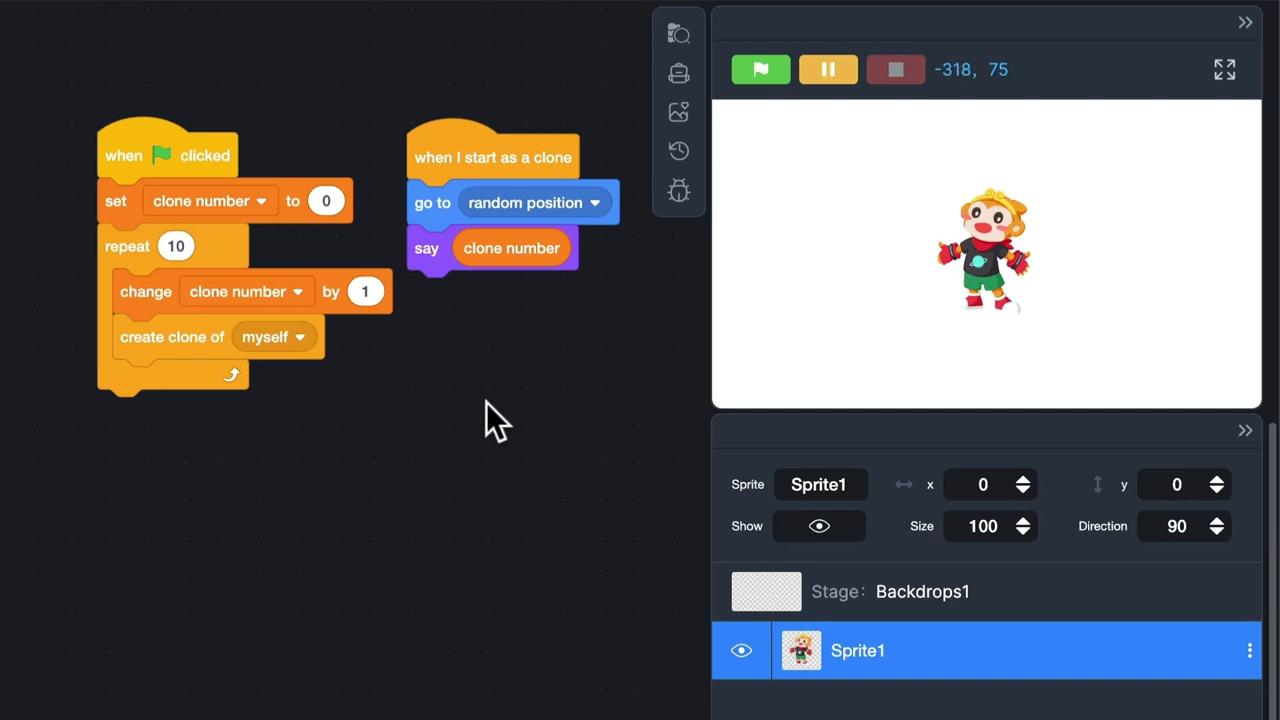 -318, 75
when clicked
set clone number to 0
repeat 10
change clone number by 1
create clone of myself
when I start as a clone
go to random position
say clone number
Sprite Sprite1 x 0 y 0
Show Size 100 Direction 90
Stage: Backdrops1
Sprite1